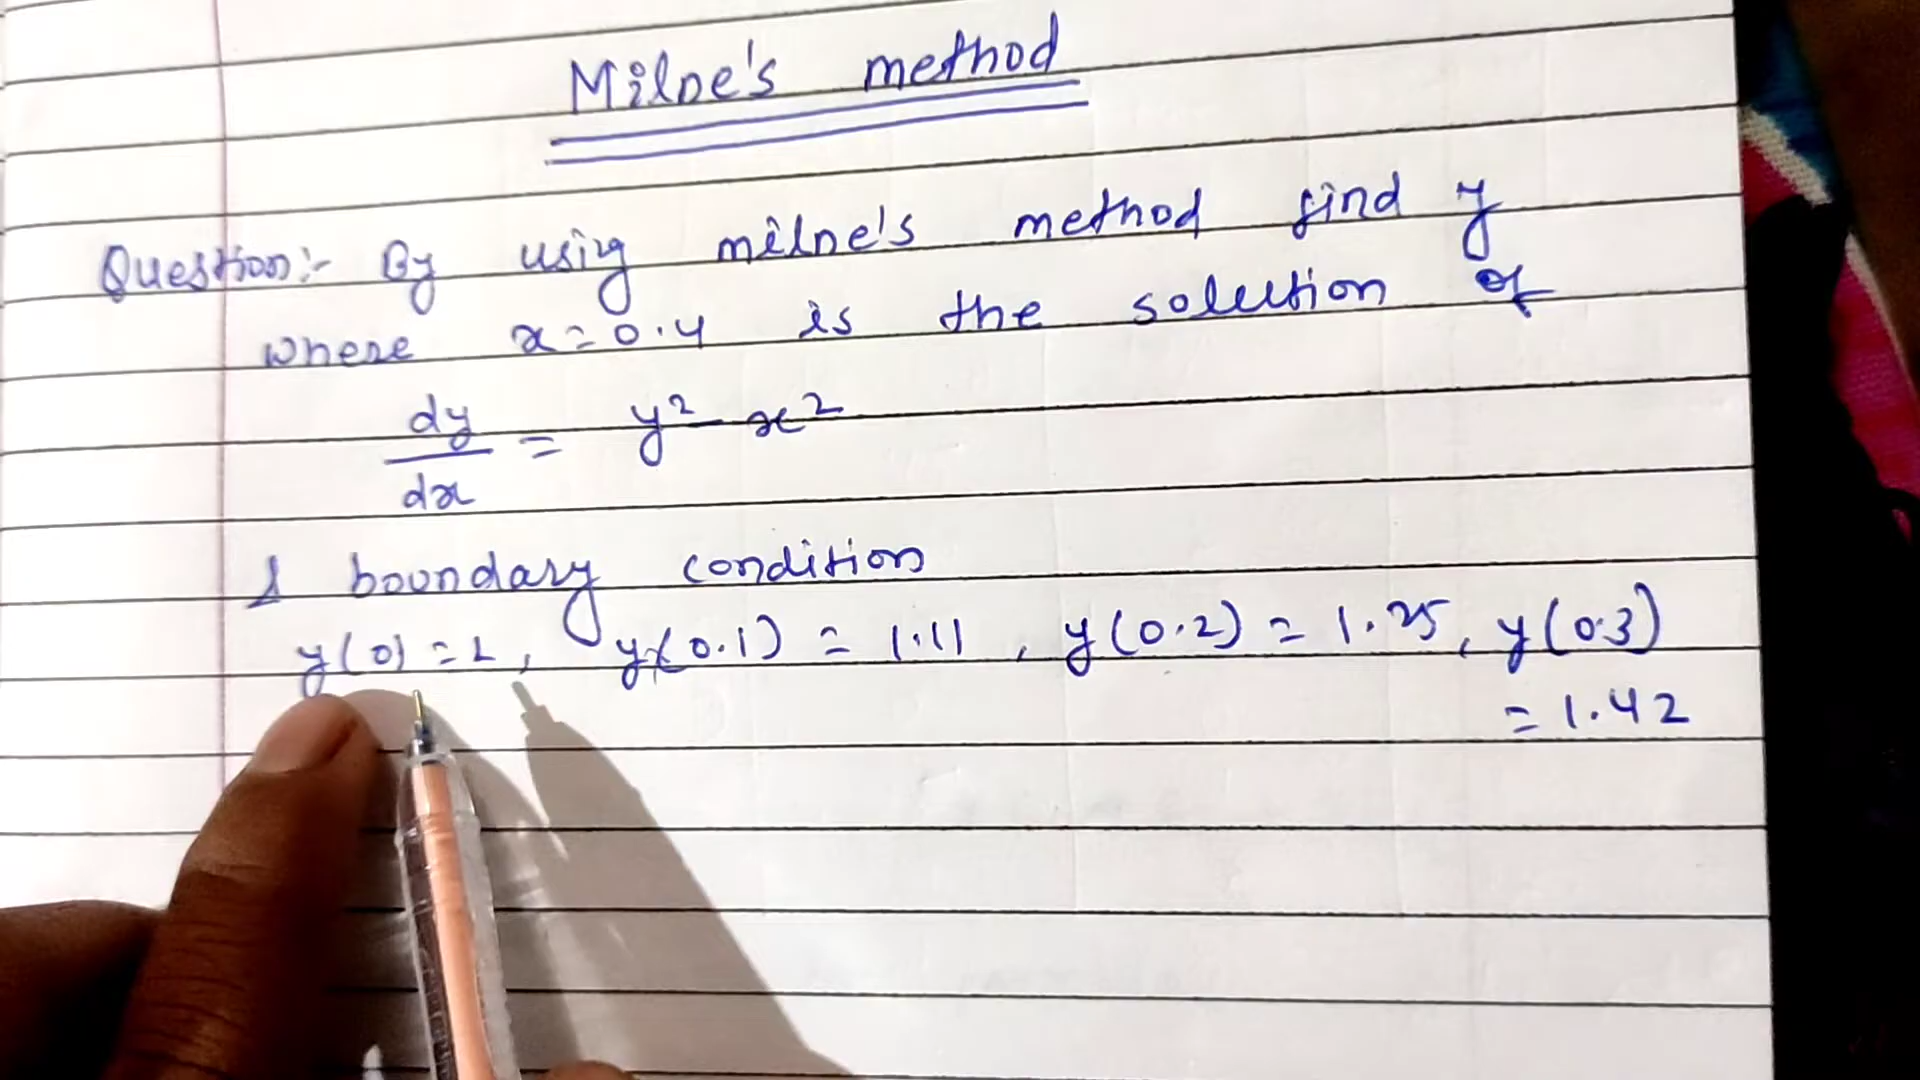 Milne's method
Question:- By using milne's method find y
where x = 0.4 is the solution of
dy/dx = y² - x²
& boundary condition
y(0) = 1, y(0.1) = 1.11, y(0.2) = 1.25, y(0.3)
= 1.42